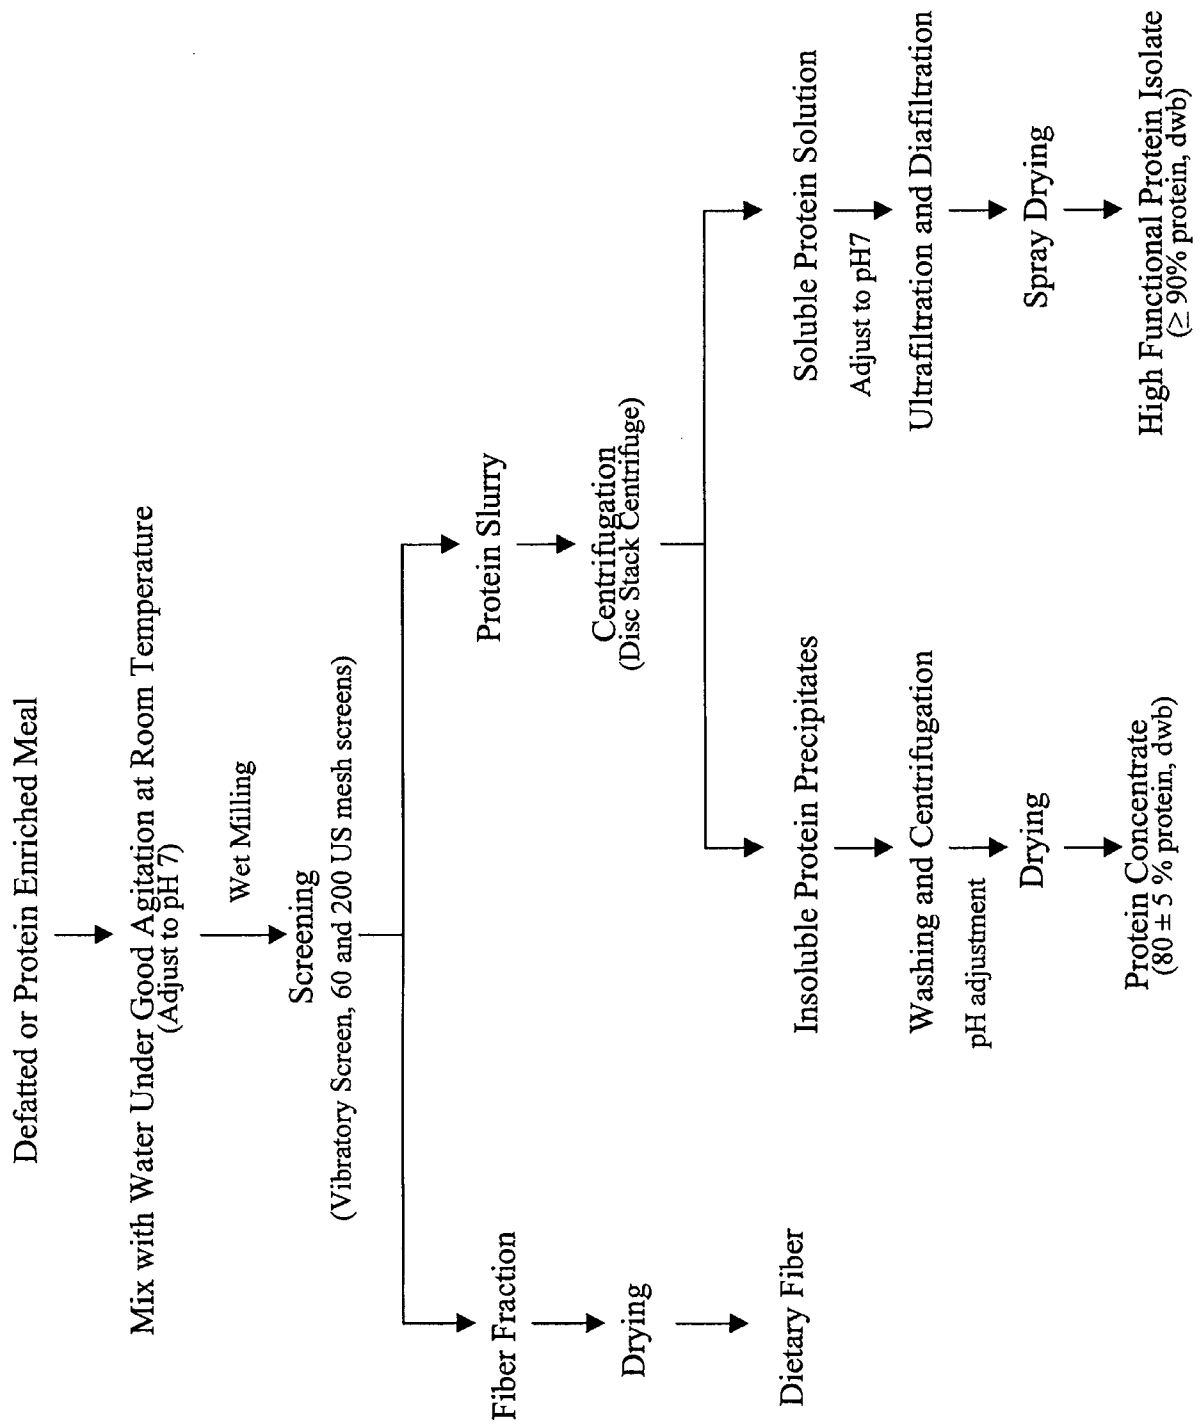 Defatted or Protein Enriched Meal
Mix with Water Under Good Agitation at Room Temperature
(Adjust to pH 7)
Wet Milling
Screening
(Vibratory Screen, 60 and 200 US mesh screens)
Fiber Fraction
Drying
Dietary Fiber
Protein Slurry
Centrifugation
(Disc Stack Centrifuge)
Insoluble Protein Precipitates
Washing and Centrifugation
pH adjustment
Drying
Protein Concentrate
(80 ± 5 % protein, dwb)
Soluble Protein Solution
Adjust to pH7
Ultrafiltration and Diafiltration
Spray Drying
High Functional Protein Isolate
(≥ 90% protein, dwb)